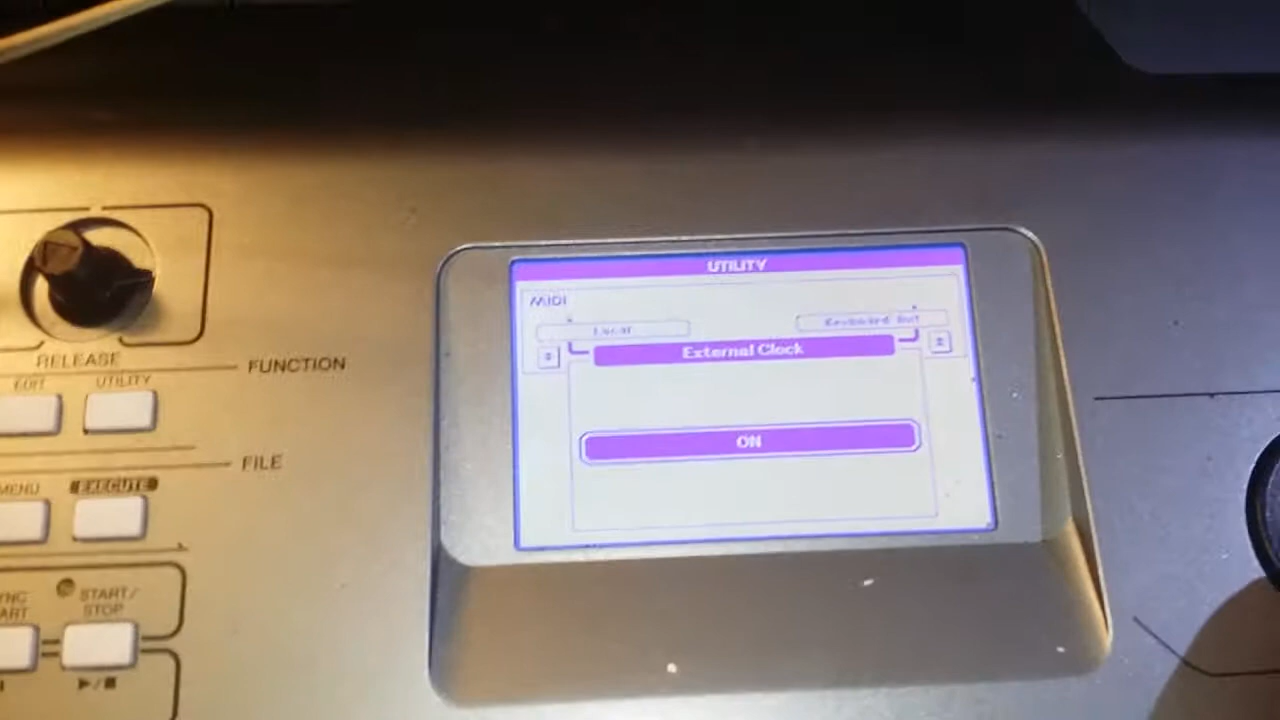 UTILITY
MIDI
Local
Keyboard Out
External Clock
ON
RELEASE
FUNCTION
EDIT
UTILITY
FILE
MENU
EXECUTE
START/
STOP